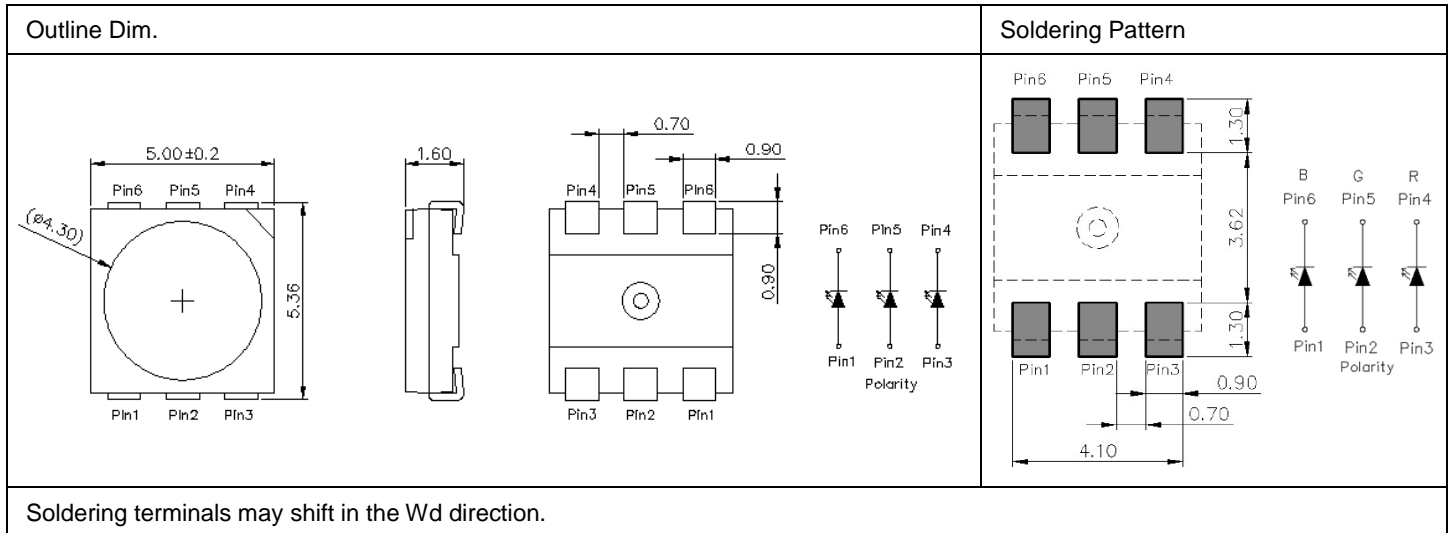 Outline Dim.
Soldering Pattern
5.00±0.2
Pin6 Pin5 Pin4
(ø4.30)
5.36
Pin1 Pin2 Pin3
1.60
0.70
0.90
Pin4 Pin5 Pin6
0.90
Pin3 Pin2 Pin1
Pin6 Pin5 Pin4
Pin1 Pin2 Pin3
Polarity
Pin6 Pin5 Pin4
1.30
3.62
1.30
Pin1 Pin2 Pin3
0.90
0.70
4.10
B G R
Pin6 Pin5 Pin4
Pin1 Pin2 Pin3
Polarity
Soldering terminals may shift in the Wd direction.